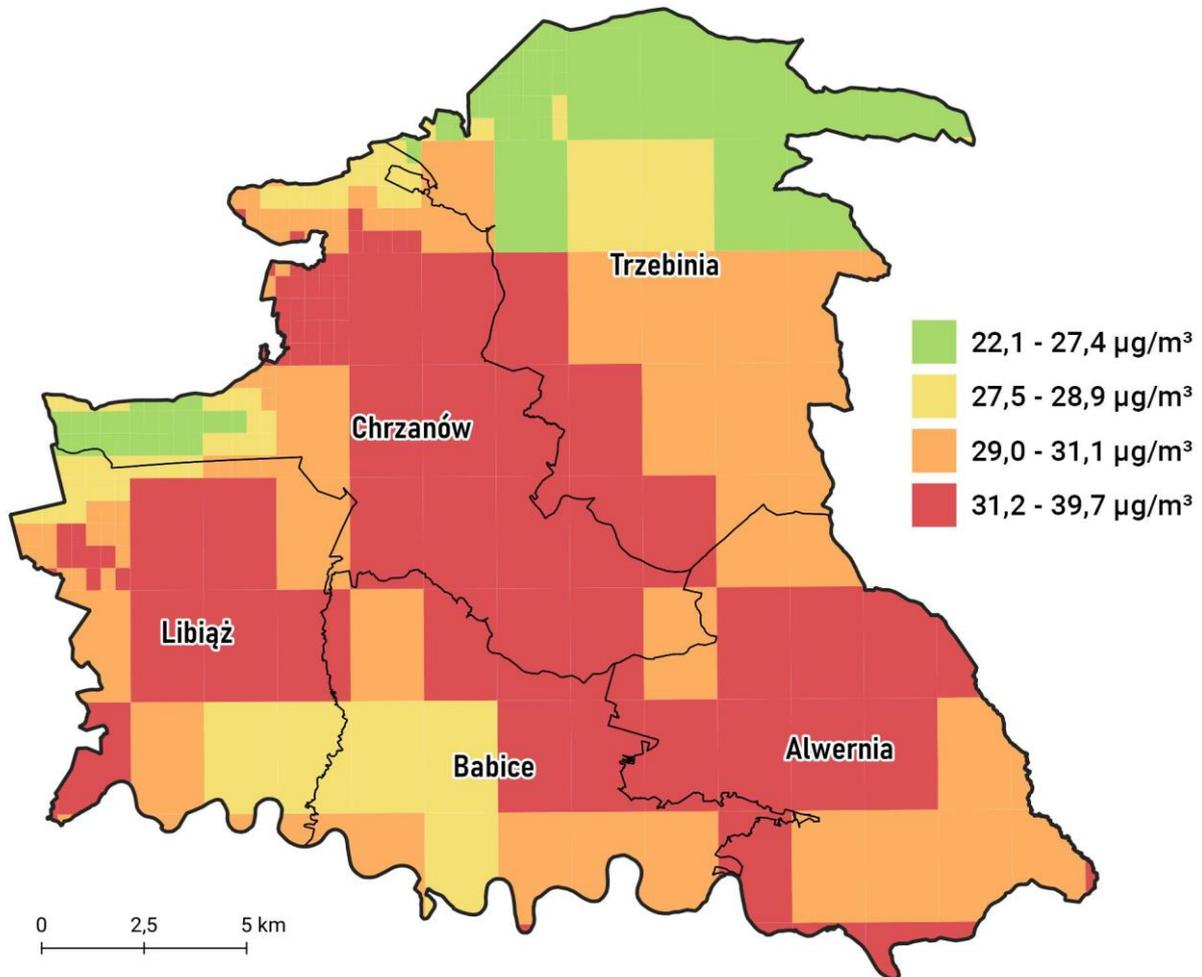 Trzebinia
22,1 - 27,4 µg/m³
27,5 - 28,9 µg/m³
29,0 - 31,1 µg/m³
31,2 - 39,7 µg/m³
Chrzanów
Libiąż
Alwernia
Babice
0 2,5 5 km